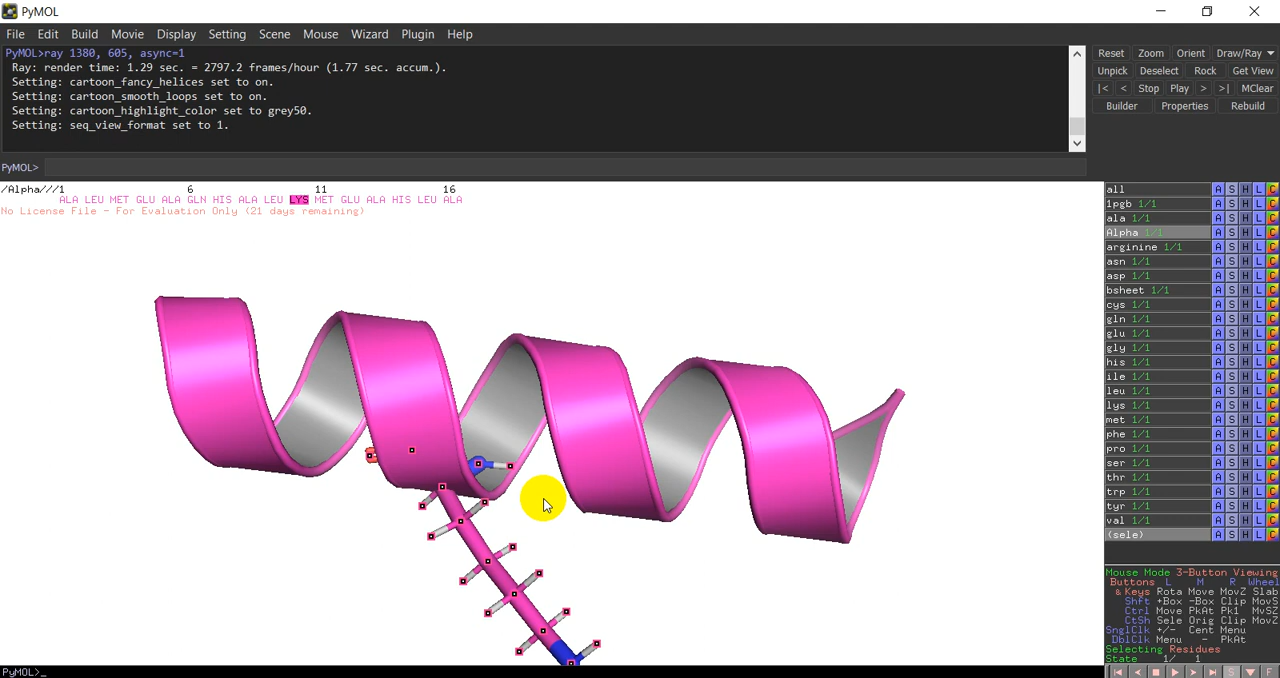 PyMOL
File Edit Build Movie Display Setting Scene Mouse Wizard Plugin Help
PyMOL>ray 1380, 605, async=1
Ray: render time: 1.29 sec. = 2797.2 frames/hour (1.77 sec. accum.).
Setting: cartoon_fancy_helices set to on.
Setting: cartoon_smooth_loops set to on.
Setting: cartoon_highlight_color set to grey50.
Setting: seq_view_format set to 1.
PyMOL>
Reset Zoom Orient Draw/Ray
Unpick Deselect Rock Get View
|< < Stop Play > >| MClear
Builder Properties Rebuild
/Alpha///1 6 11 16
ALA LEU MET GLU ALA GLN HIS ALA LEU LYS MET GLU ALA HIS LEU ALA
No License File - For Evaluation Only (21 days remaining)
all A S H L C
1pgb 1/1 A S H L C
ala 1/1 A S H L C
Alpha 1/1 A S H L C
arginine 1/1 A S H L C
asn 1/1 A S H L C
asp 1/1 A S H L C
bsheet 1/1 A S H L C
cys 1/1 A S H L C
gln 1/1 A S H L C
glu 1/1 A S H L C
gly 1/1 A S H L C
his 1/1 A S H L C
ile 1/1 A S H L C
leu 1/1 A S H L C
lys 1/1 A S H L C
met 1/1 A S H L C
phe 1/1 A S H L C
pro 1/1 A S H L C
ser 1/1 A S H L C
thr 1/1 A S H L C
trp 1/1 A S H L C
tyr 1/1 A S H L C
val 1/1 A S H L C
(sele) A S H L C
Mouse Mode 3-Button Viewing
Buttons L M R Wheel
& Keys Rota Move MovZ Slab
Shft +Box -Box Clip MovS
Ctrl Move PkAt Pk1 MvSZ
CtSh Sele Orig Clip MovZ
SnglClk +/- Cent Menu
DblClk Menu - PkAt
Selecting Residues
State 1/ 1
S F
PyMOL>_